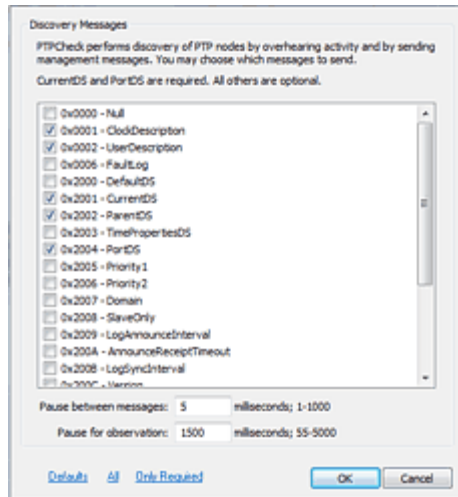 Discovery Messages
PTPCheck performs discovery of PTP nodes by overhearing activity and by sending
management messages. You may choose which messages to send.
CurrentDS and PortDS are required. All others are optional.
0x0000 - Null
0x0001 - ClockDescription
0x0002 - UserDescription
0x0006 - FaultLog
0x2000 - DefaultDS
0x2001 - CurrentDS
0x2002 - ParentDS
0x2003 - TimePropertiesDS
0x2004 - PortDS
0x2005 - Priority1
0x2006 - Priority2
0x2007 - Domain
0x2008 - SlaveOnly
0x2009 - LogAnnounceInterval
0x200A - AnnounceReceiptTimeout
0x200B - LogSyncInterval
0x200C - Version
Pause between messages: 5 miliseconds; 1-1000
Pause for observation: 1500 miliseconds; 55-5000
Defaults All Only Required OK Cancel